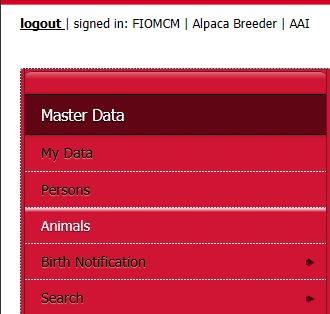 logout | signed in: FIOMCM | Alpaca Breeder | AAI
Master Data
My Data
Persons
Animals
Birth Notification
Search